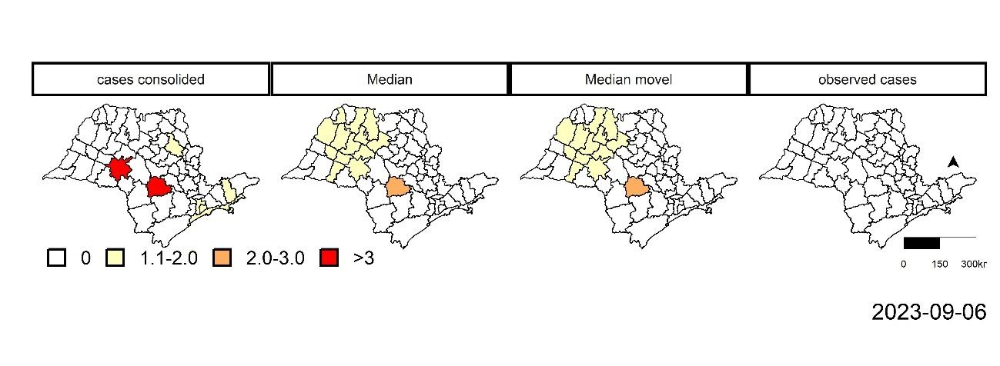 cases consolided Median Median movel observed cases
0 1.1-2.0 2.0-3.0 >3
0 150 300kr
2023-09-06